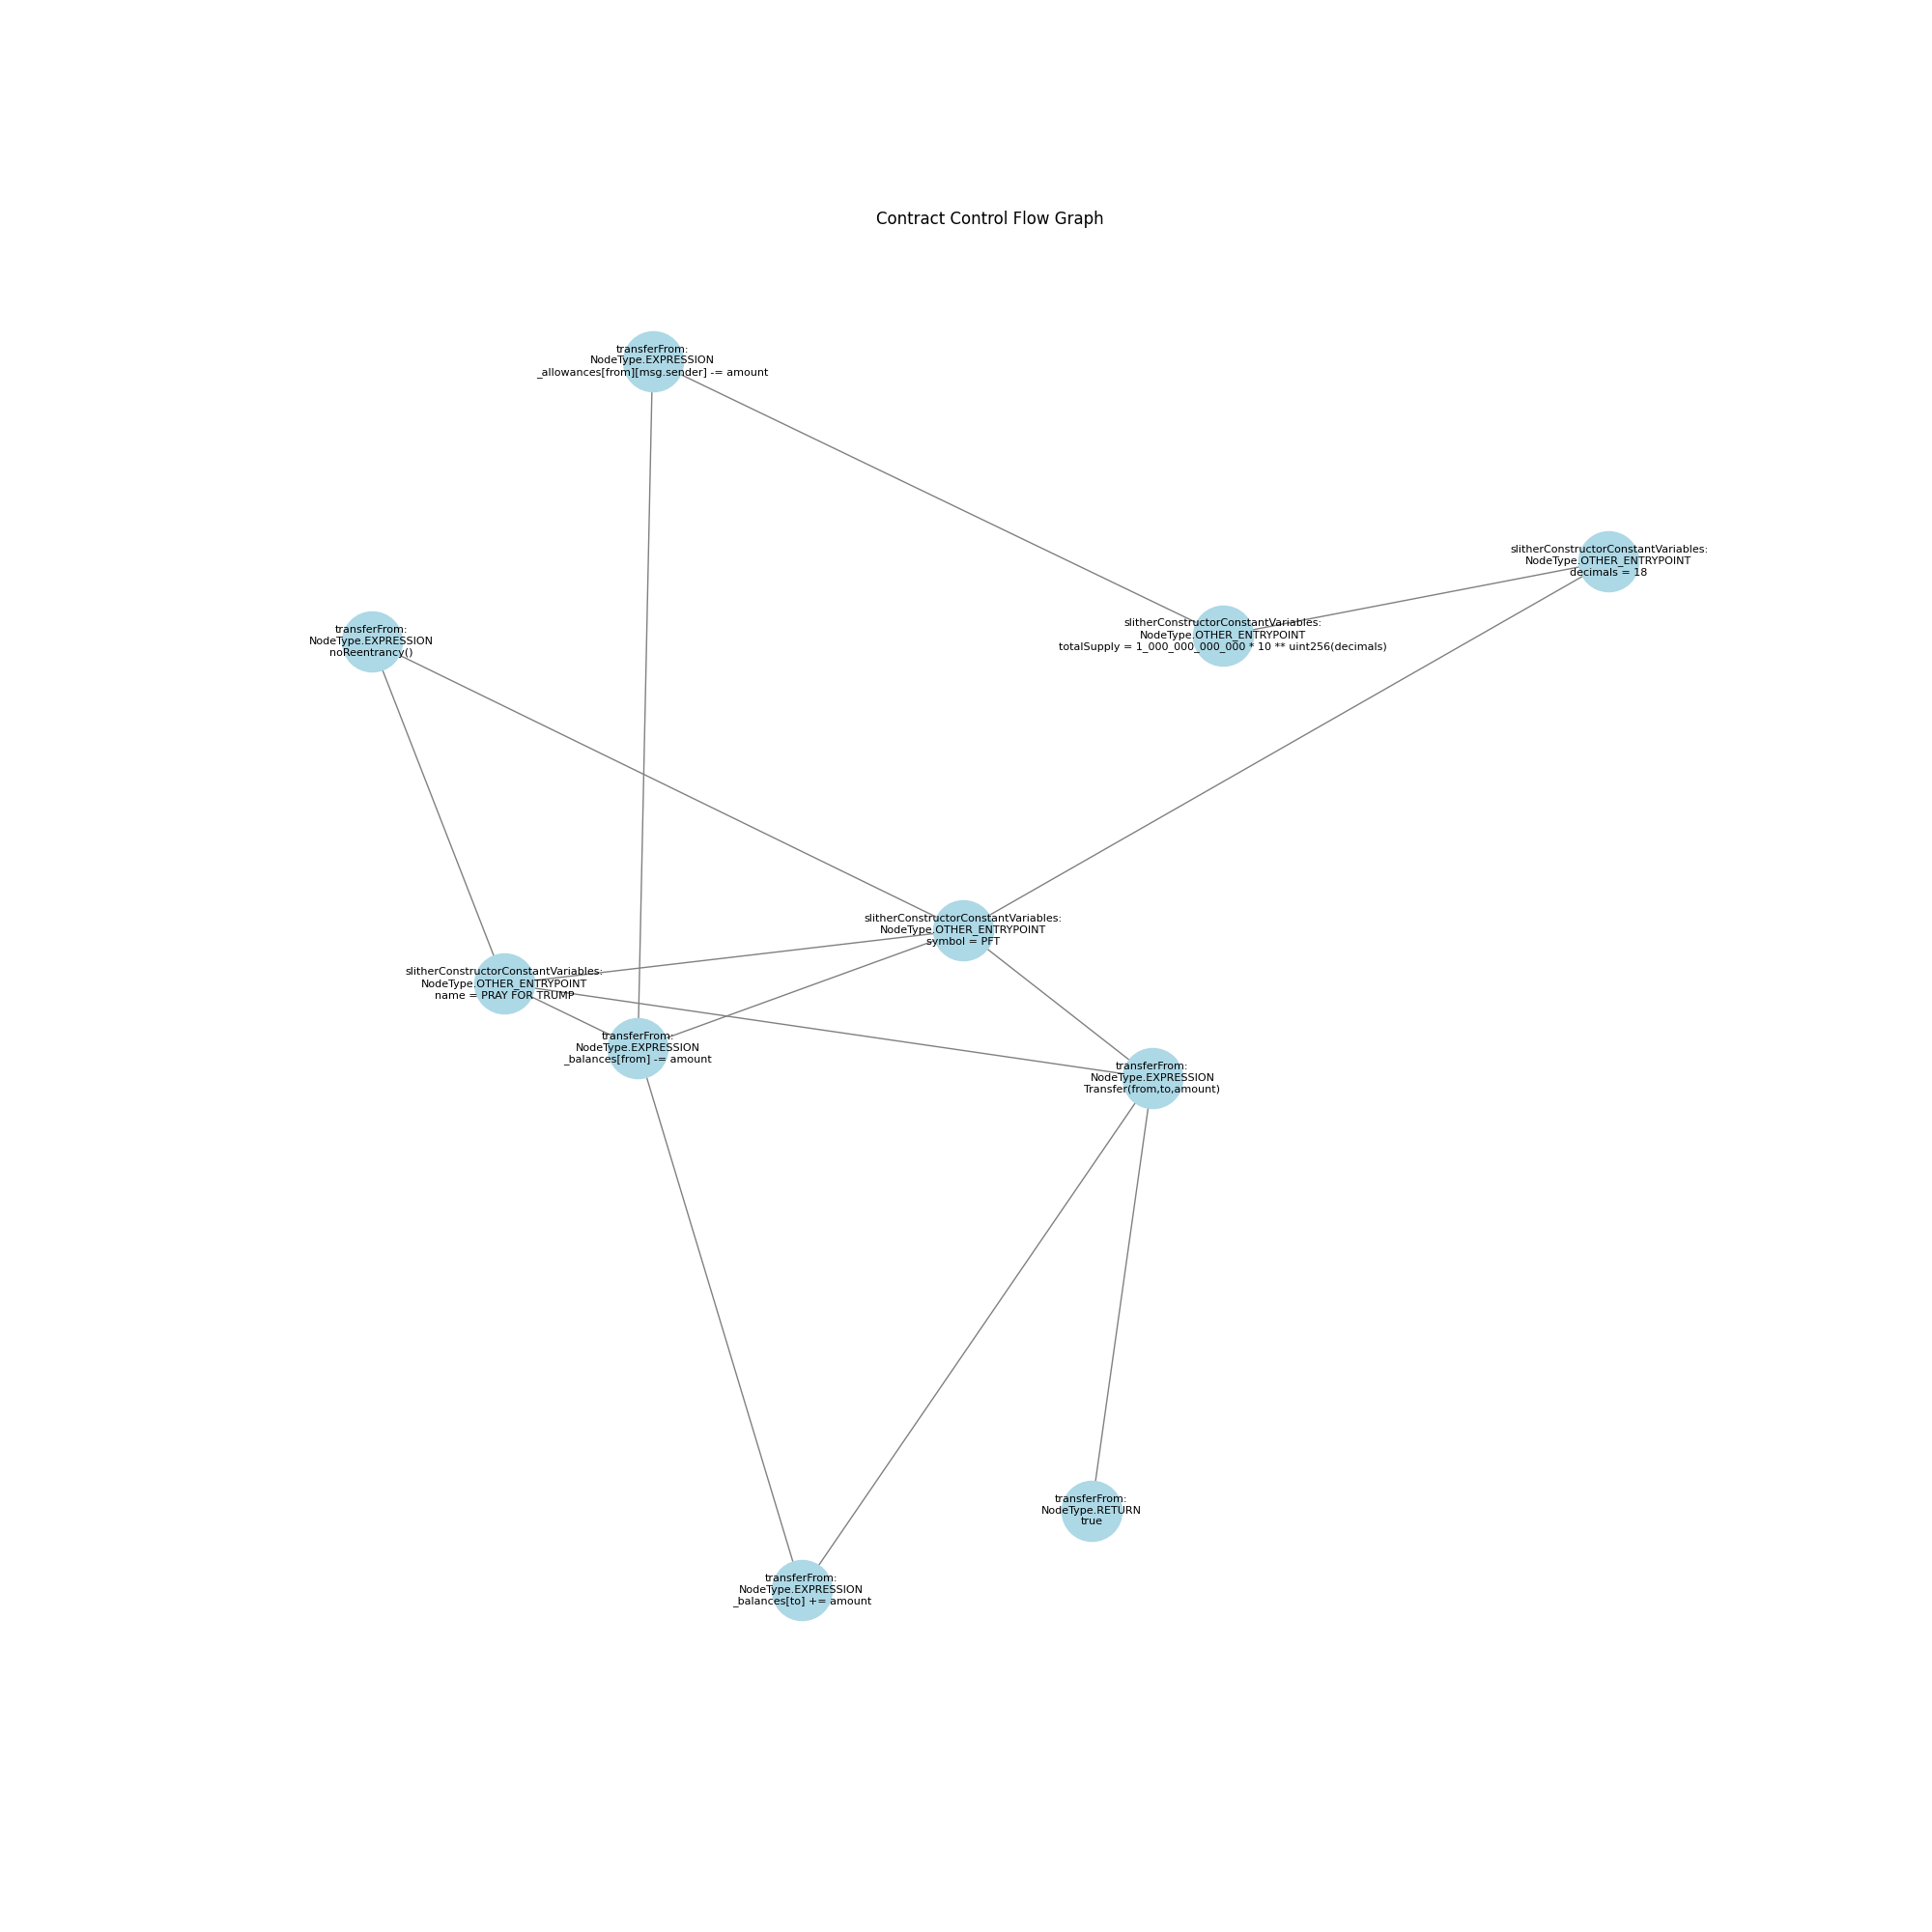 Contract Control Flow Graph
transferFrom:
NodeType.EXPRESSION
_allowances[from][msg.sender] -= amount
slitherConstructorConstantVariables:
NodeType.OTHER_ENTRYPOINT
decimals = 18
slitherConstructorConstantVariables:
NodeType.OTHER_ENTRYPOINT
totalSupply = 1_000_000_000_000 * 10 ** uint256(decimals)
transferFrom:
NodeType.EXPRESSION
noReentrancy()
slitherConstructorConstantVariables:
NodeType.OTHER_ENTRYPOINT
symbol = PFT
slitherConstructorConstantVariables:
NodeType.OTHER_ENTRYPOINT
name = PRAY FOR TRUMP
transferFrom:
NodeType.EXPRESSION
_balances[from] -= amount
transferFrom:
NodeType.EXPRESSION
Transfer(from,to,amount)
transferFrom:
NodeType.RETURN
true
transferFrom:
NodeType.EXPRESSION
_balances[to] += amount